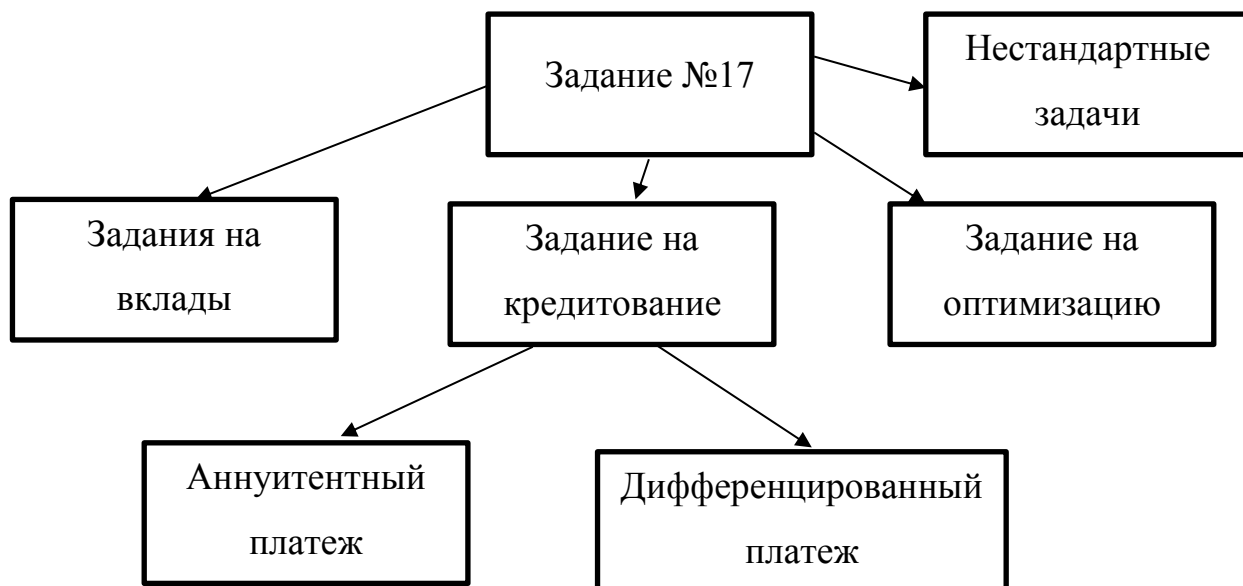 Задание №17
Нестандартные
задачи
Задания на
вклады
Задание на
кредитование
Задание на
оптимизацию
Аннуитентный
платеж
Дифференцированный
платеж